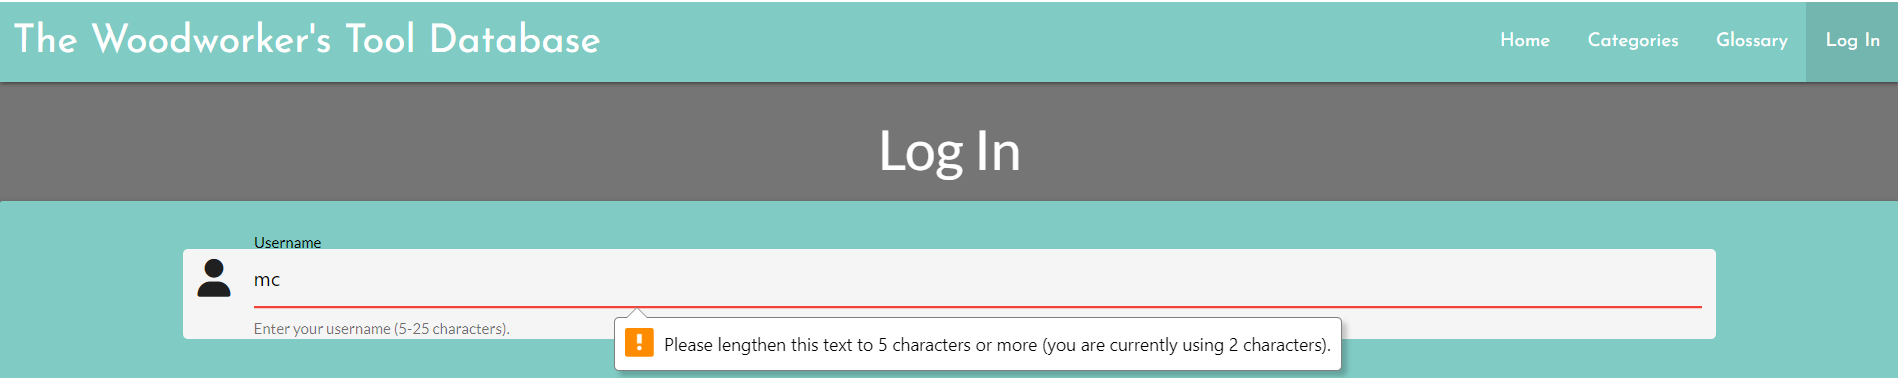 The Woodworker's Tool Database
Home Categories Glossary Log In
Log In
Username
mc
Enter your username (5-25 characters).
Please lengthen this text to 5 characters or more (you are currently using 2 characters).